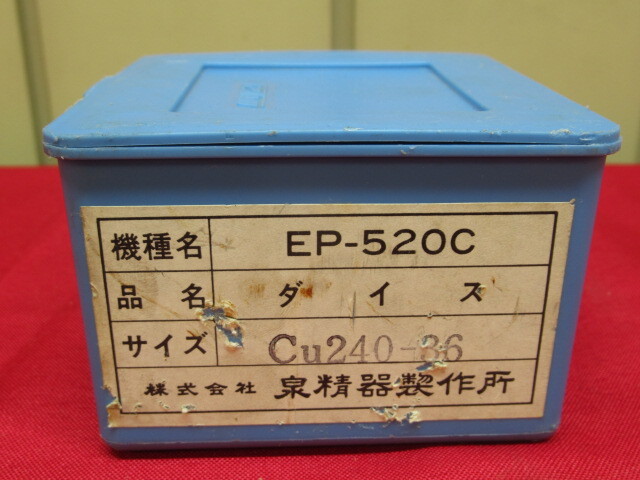 機種名 EP-520C
品名 ダイス
サイズ Cu240-36
株式会社 泉精器製作所